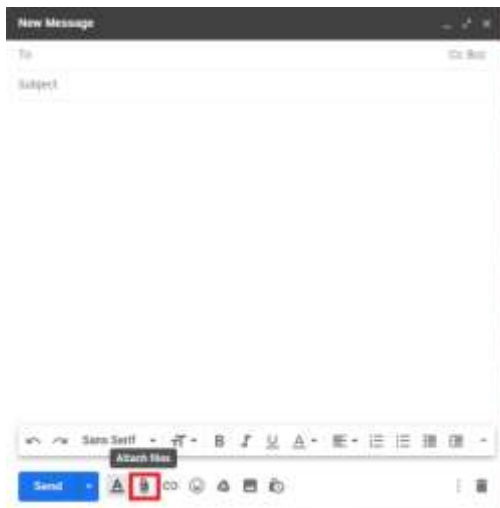 New Message
To Cc Bcc
Subject
Sans Serif
Attach files
Send